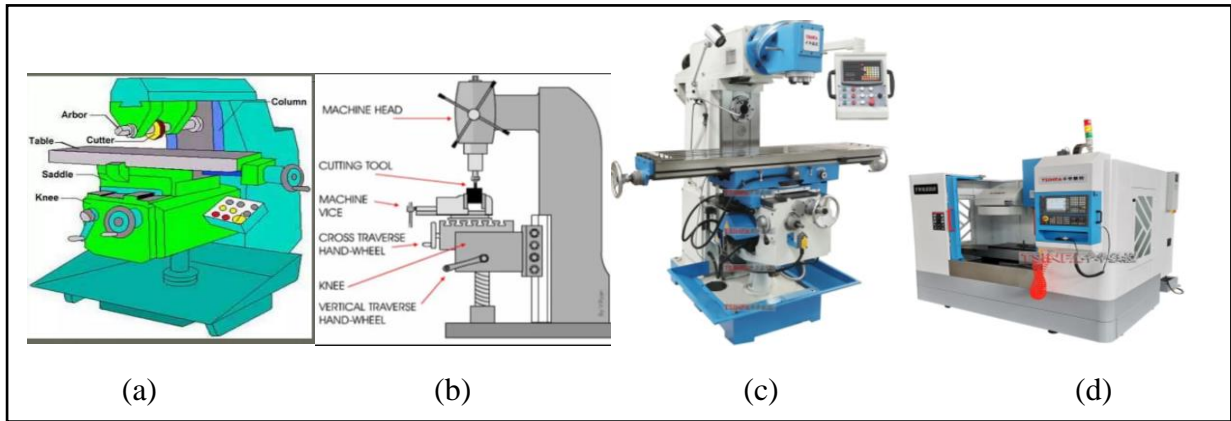 Arbor
Column
Table
Cutter
Saddle
Knee
MACHINE HEAD
CUTTING TOOL
MACHINE
VICE
CROSS TRAVERSE
HAND-WHEEL
KNEE
VERTICAL TRAVERSE
HAND-WHEEL
(a)
(b)
(c)
(d)